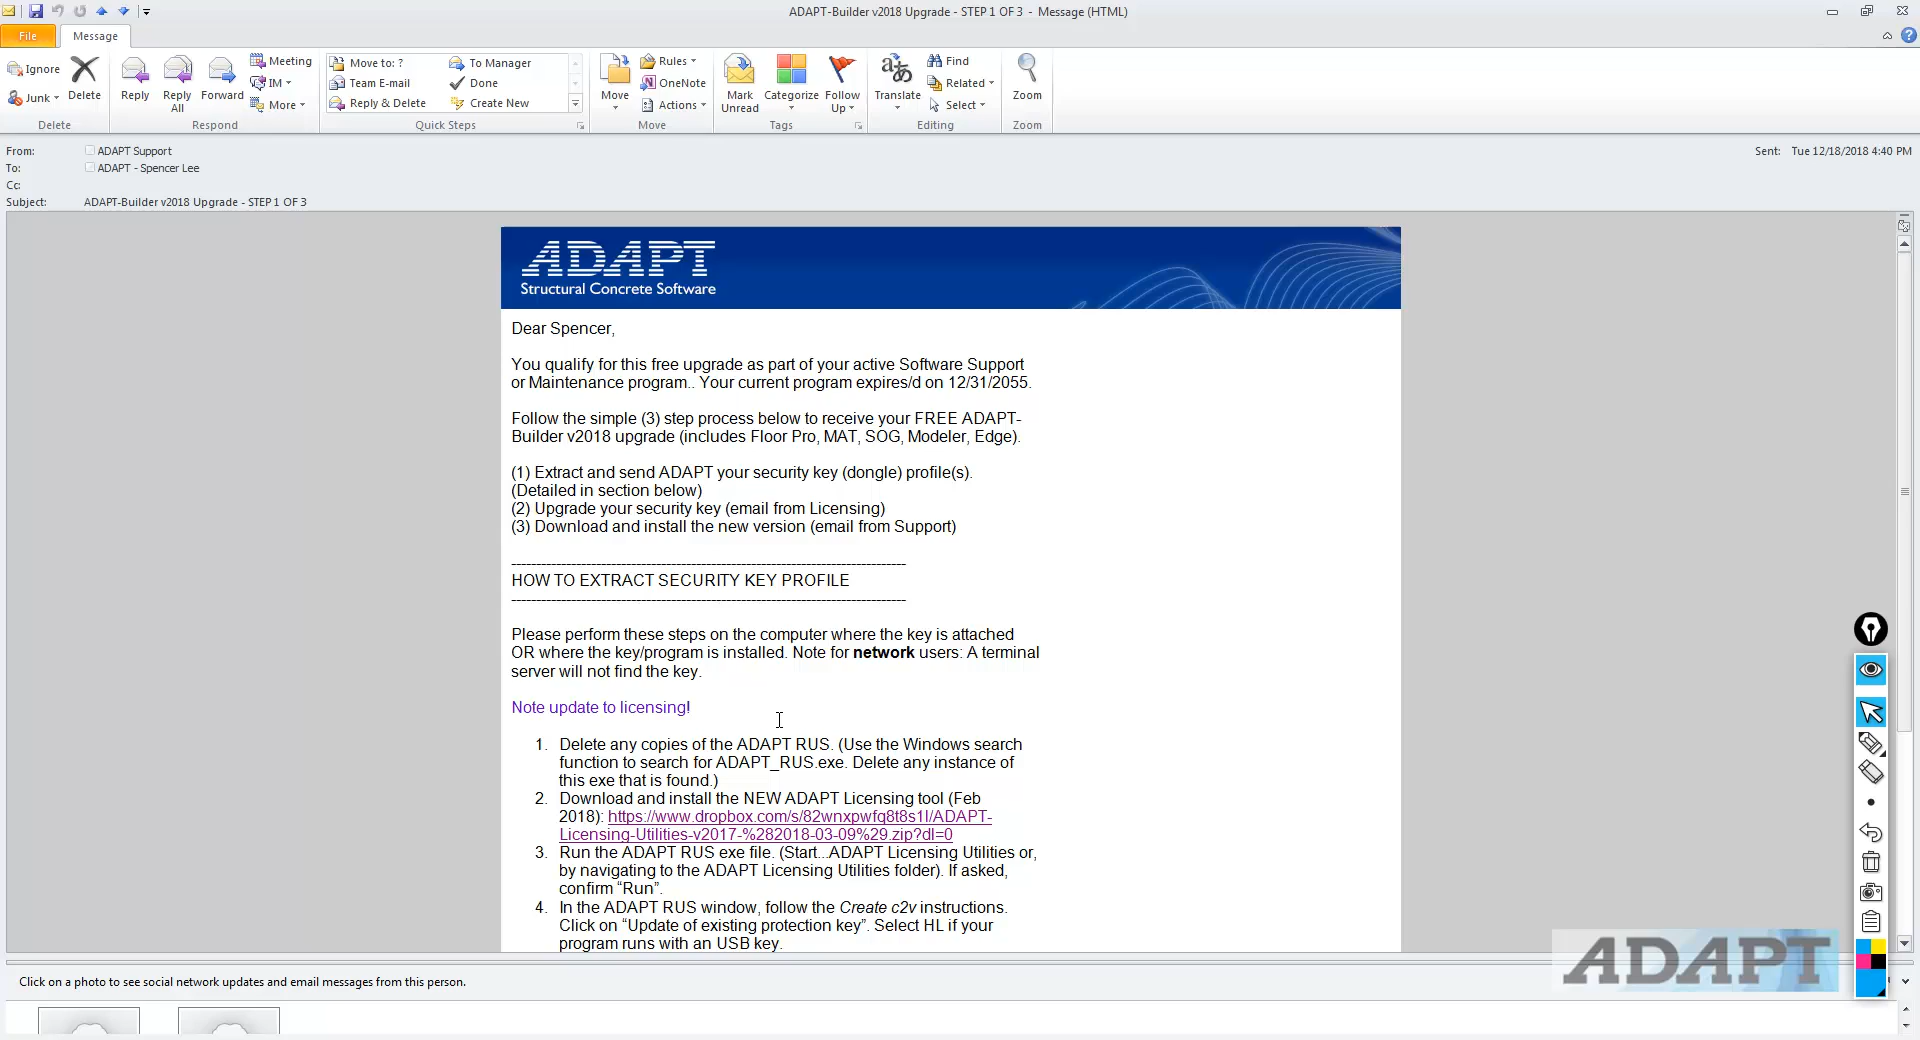 ADAPT-Builder v2018 Upgrade - STEP 1 OF 3 - Message (HTML)
File
Message
Ignore
Junk
Delete
Delete
Reply
Reply All
Forward
Meeting
IM
More
Respond
Move to: ?
Team E-mail
Reply & Delete
To Manager
Done
Create New
Quick Steps
Move
Rules
OneNote
Actions
Move
Mark Unread
Categorize
Follow Up
Tags
Translate
Find
Related
Select
Editing
Zoom
Zoom
From: ADAPT Support
Sent: Tue 12/18/2018 4:40 PM
To: ADAPT - Spencer Lee
Cc:
Subject: ADAPT-Builder v2018 Upgrade - STEP 1 OF 3
ADAPT
Structural Concrete Software
Dear Spencer,
You qualify for this free upgrade as part of your active Software Support
or Maintenance program.. Your current program expires/d on 12/31/2055.
Follow the simple (3) step process below to receive your FREE ADAPT-
Builder v2018 upgrade (includes Floor Pro, MAT, SOG, Modeler, Edge).
(1) Extract and send ADAPT your security key (dongle) profile(s).
(Detailed in section below)
(2) Upgrade your security key (email from Licensing)
(3) Download and install the new version (email from Support)
--------------------------------------------------------------------------------
HOW TO EXTRACT SECURITY KEY PROFILE
--------------------------------------------------------------------------------
Please perform these steps on the computer where the key is attached
OR where the key/program is installed. Note for network users: A terminal
server will not find the key.
Note update to licensing!
1. Delete any copies of the ADAPT RUS. (Use the Windows search
function to search for ADAPT_RUS.exe. Delete any instance of
this exe that is found.)
2. Download and install the NEW ADAPT Licensing tool (Feb
2018): https://www.dropbox.com/s/82wnxpwfq8t8s1l/ADAPT-
Licensing-Utilities-v2017-%282018-03-09%29.zip?dl=0
3. Run the ADAPT RUS exe file. (Start...ADAPT Licensing Utilities or,
by navigating to the ADAPT Licensing Utilities folder). If asked,
confirm “Run”.
4. In the ADAPT RUS window, follow the Create c2v instructions.
Click on “Update of existing protection key”. Select HL if your
program runs with an USB key.
ADAPT
Click on a photo to see social network updates and email messages from this person.